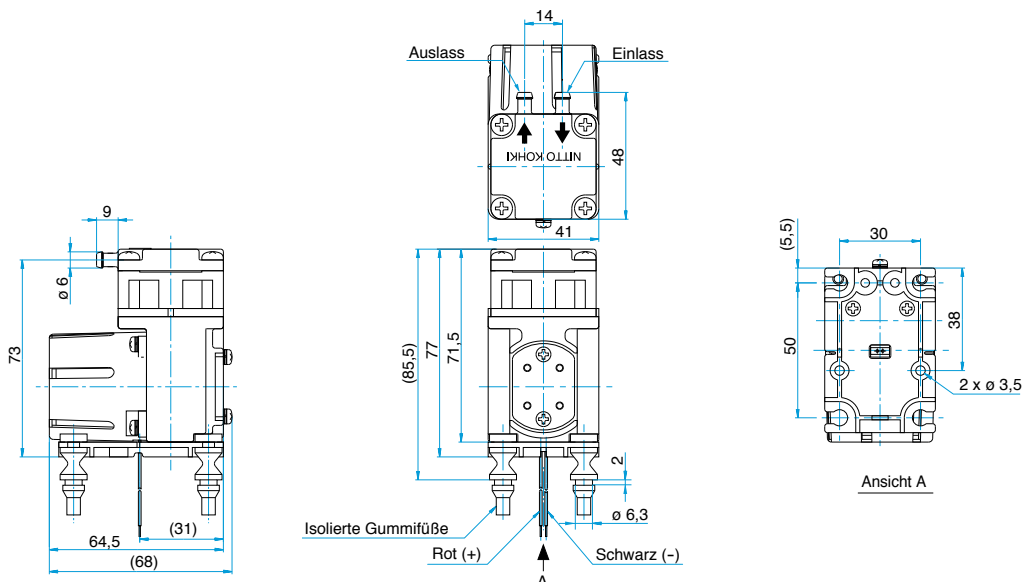 14
Auslass
Einlass
NITTO KOHKI
48
41
9
ø 6
73
(31)
64,5
(68)
(85,5)
77
71,5
2
ø 6,3
Isolierte Gummifüße
Rot (+)
Schwarz (-)
A
(5,5)
30
50
38
2 x ø 3,5
Ansicht A